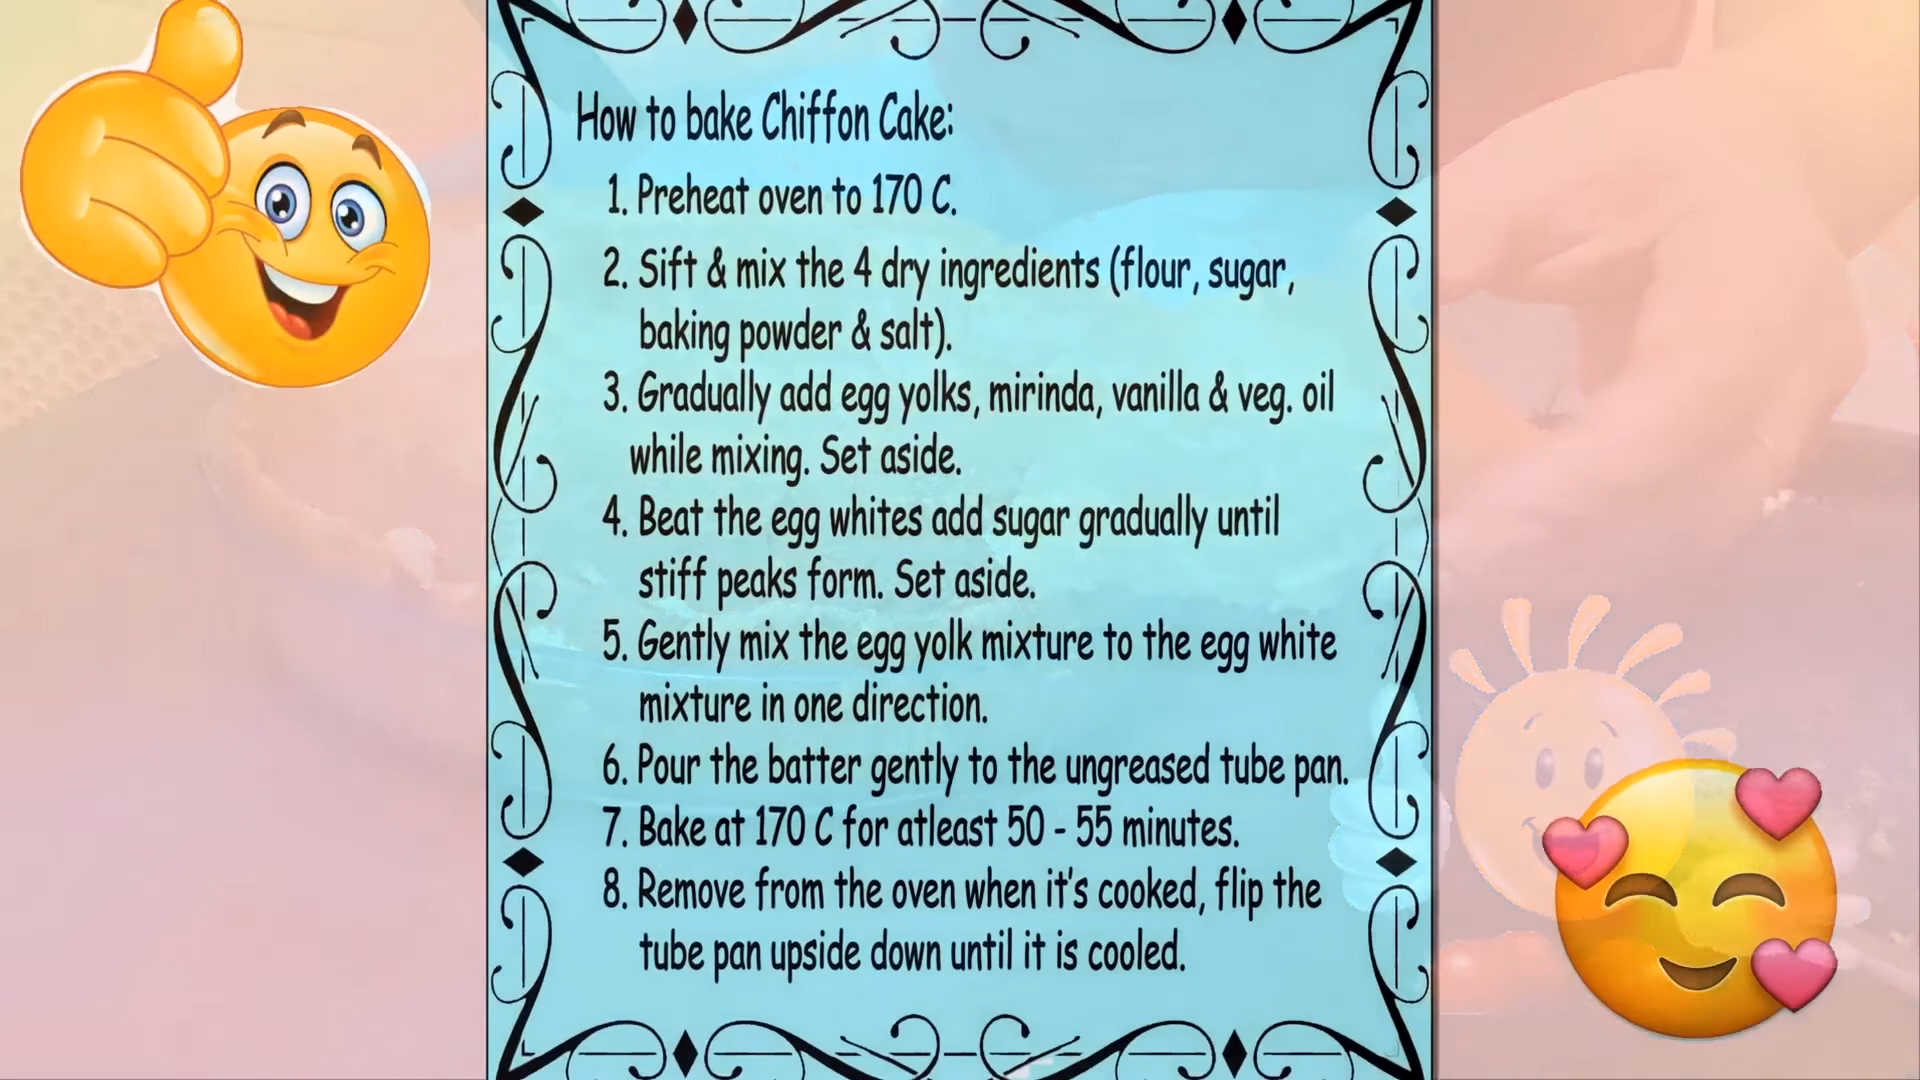 How to bake Chiffon Cake:
1. Preheat oven to 170 C.
2. Sift & mix the 4 dry ingredients (flour, sugar,
baking powder & salt).
3. Gradually add egg yolks, mirinda, vanilla & veg. oil
while mixing. Set aside.
4. Beat the egg whites add sugar gradually until
stiff peaks form. Set aside.
5. Gently mix the egg yolk mixture to the egg white
mixture in one direction.
6. Pour the batter gently to the ungreased tube pan.
7. Bake at 170 C for atleast 50 - 55 minutes.
8. Remove from the oven when it's cooked, flip the
tube pan upside down until it is cooled.